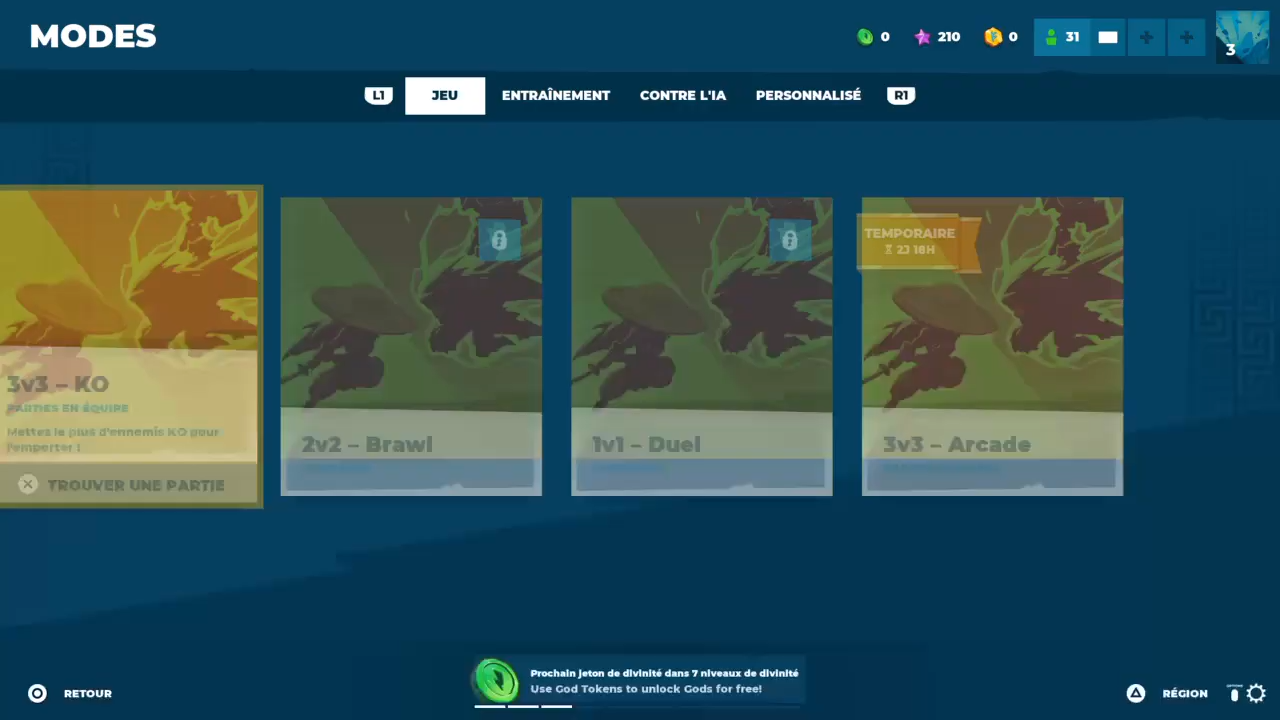 MODES
0
210
0
31
3
L1
JEU
ENTRAÎNEMENT
CONTRE L'IA
PERSONNALISÉ
R1
3v3 – KO
PARTIES EN ÉQUIPE
Mettez le plus d'ennemis KO pour
l'emporter !
TROUVER UNE PARTIE
2v2 – Brawl
1v1 – Duel
TEMPORAIRE
2J 18H
3v3 – Arcade
Prochain jeton de divinité dans 7 niveaux de divinité
Use God Tokens to unlock Gods for free!
RETOUR
RÉGION